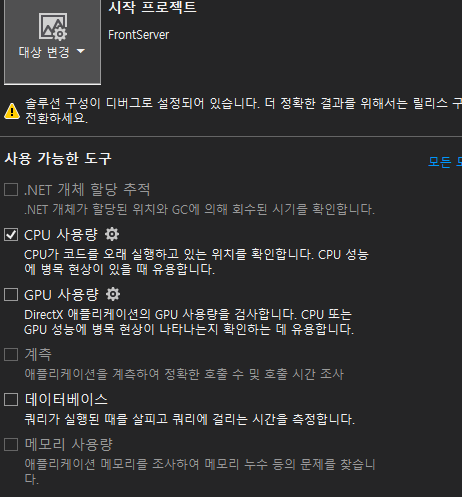 시작 프로젝트
FrontServer
대상 변경
솔루션 구성이 디버그로 설정되어 있습니다. 더 정확한 결과를 위해서는 릴리스 구
전환하세요.
사용 가능한 도구
모든 도
.NET 개체 할당 추적
.NET 개체가 할당된 위치와 GC에 의해 회수된 시기를 확인합니다.
CPU 사용량
CPU가 코드를 오래 실행하고 있는 위치를 확인합니다. CPU 성능
에 병목 현상이 있을 때 유용합니다.
GPU 사용량
DirectX 애플리케이션의 GPU 사용량을 검사합니다. CPU 또는
GPU 성능에 병목 현상이 나타나는지 확인하는 데 유용합니다.
계측
애플리케이션을 계측하여 정확한 호출 수 및 호출 시간 조사
데이터베이스
쿼리가 실행된 때를 살피고 쿼리에 걸리는 시간을 측정합니다.
메모리 사용량
애플리케이션 메모리를 조사하여 메모리 누수 등의 문제를 찾습니
다.